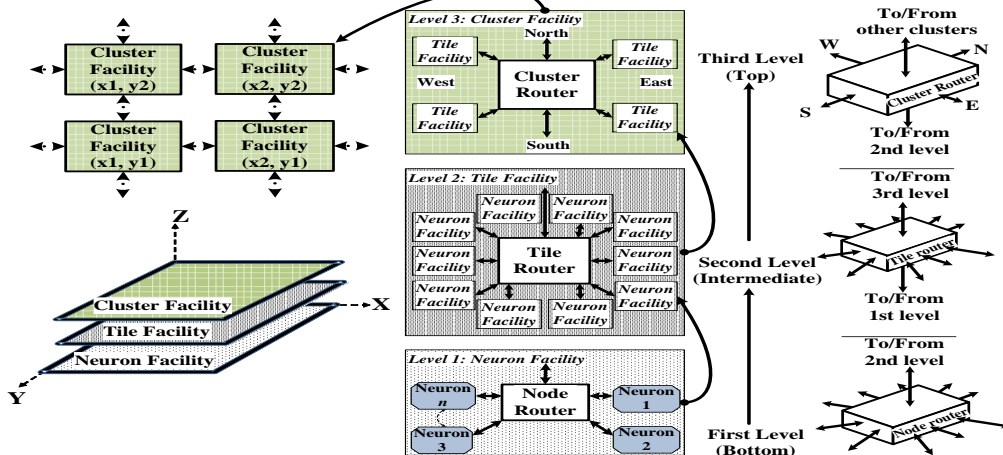 Cluster
Facility
(x1, y2)
Cluster
Facility
(x2, y2)
Cluster
Facility
(x1, y1)
Cluster
Facility
(x2, y1)
Z
X
Y
Cluster Facility
Tile Facility
Neuron Facility
Level 3: Cluster Facility
North
Tile
Facility
Tile
Facility
West
Cluster
Router
East
Tile
Facility
Tile
Facility
South
Level 2: Tile Facility
Neuron
Facility
Neuron
Facility
Neuron
Facility
Neuron
Facility
Neuron
Facility
Tile
Router
Neuron
Facility
Neuron
Facility
Neuron
Facility
Neuron
Facility
Neuron
Facility
Level 1: Neuron Facility
Neuron
n
Node
Router
Neuron
1
Neuron
3
Neuron
2
Third Level
(Top)
Second Level
(Intermediate)
First Level
(Bottom)
To/From
other clusters
W
N
Cluster Router
S
E
To/From
2nd level
To/From
3rd level
Tile router
To/From
1st level
To/From
2nd level
Node router